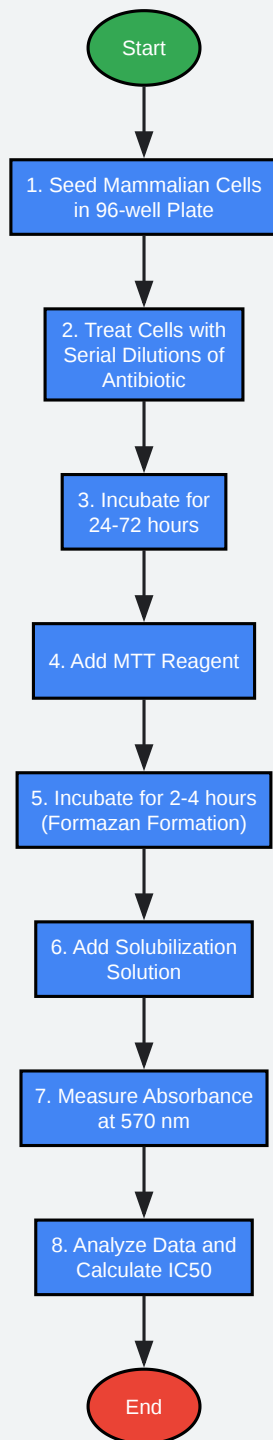 Start
1. Seed Mammalian Cells
in 96-well Plate
2. Treat Cells with
Serial Dilutions of
Antibiotic
3. Incubate for
24-72 hours
4. Add MTT Reagent
5. Incubate for 2-4 hours
(Formazan Formation)
6. Add Solubilization
Solution
7. Measure Absorbance
at 570 nm
8. Analyze Data and
Calculate IC50
End